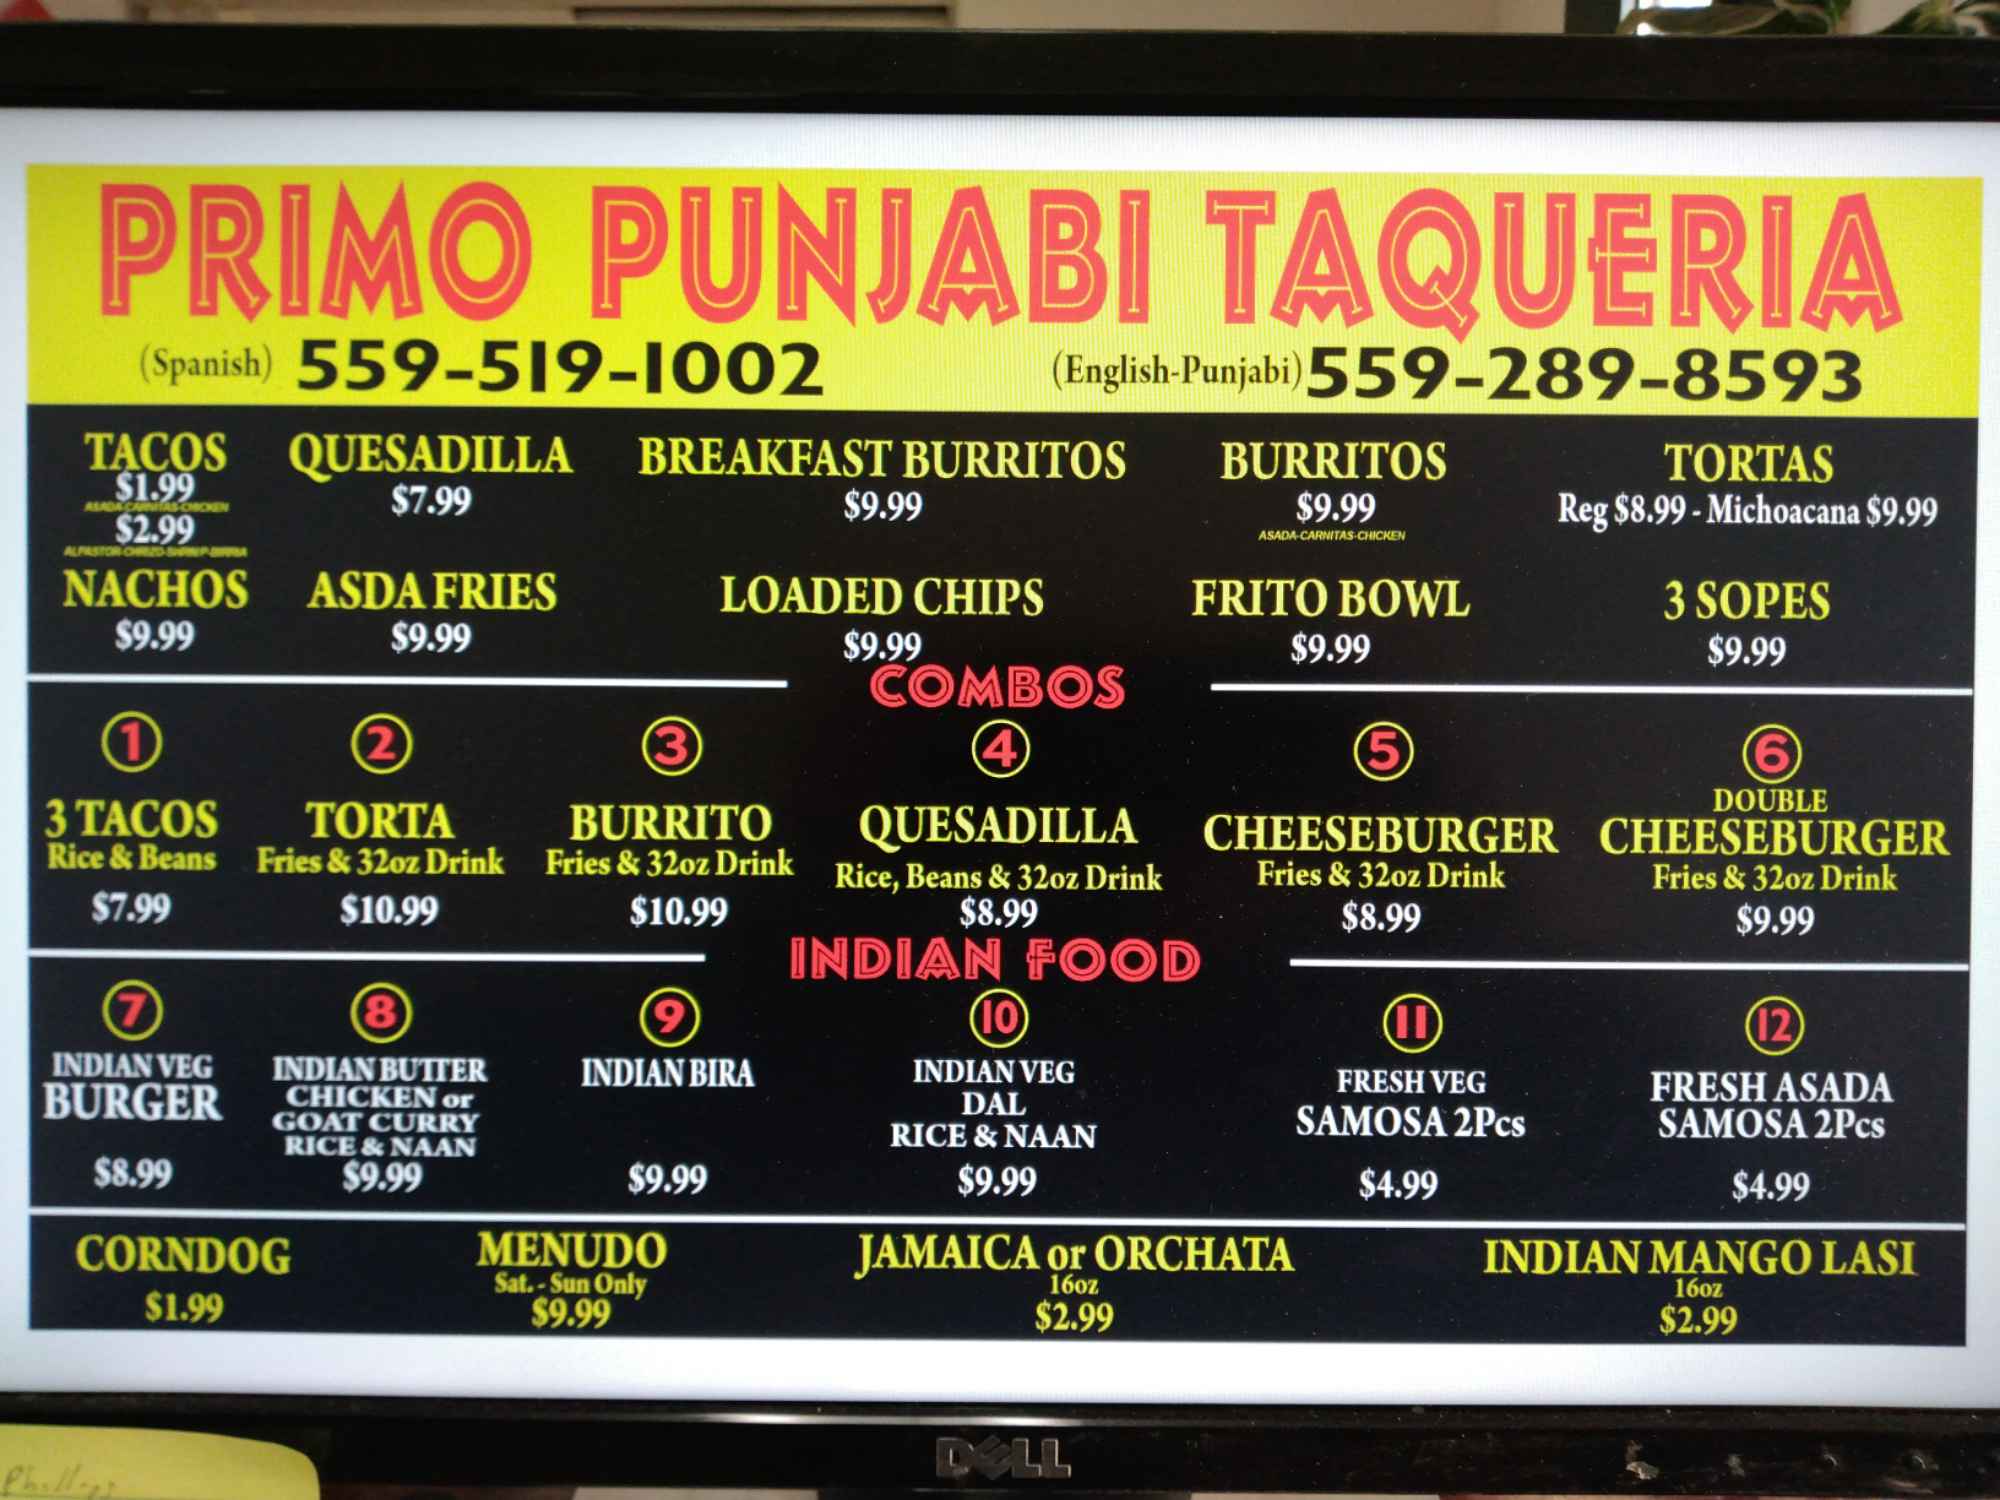 PRIMO PUNJABI TAQUERIA
(Spanish) 559-519-1002
(English-Punjabi) 559-289-8593
TACOS
$1.99
ASADA-CARNITAS-CHICKEN
$2.99
QUESADILLA
$7.99
BREAKFAST BURRITOS
$9.99
BURRITOS
$9.99
ASADA-CARNITAS-CHICKEN
TORTAS
Reg $8.99 - Michoacana $9.99
NACHOS
$9.99
ASDA FRIES
$9.99
LOADED CHIPS
$9.99
FRITO BOWL
$9.99
3 SOPES
$9.99
COMBOS
1
3 TACOS
Rice & Beans
$7.99
2
TORTA
Fries & 32oz Drink
$10.99
3
BURRITO
Fries & 32oz Drink
$10.99
4
QUESADILLA
Rice, Beans & 32oz Drink
$8.99
5
CHEESEBURGER
Fries & 32oz Drink
$8.99
6
DOUBLE
CHEESEBURGER
Fries & 32oz Drink
$9.99
INDIAN FOOD
7
INDIAN VEG
BURGER
$8.99
8
INDIAN BUTTER
CHICKEN or
GOAT CURRY
RICE & NAAN
$9.99
9
INDIAN BIRA
$9.99
10
INDIAN VEG
DAL
RICE & NAAN
$9.99
11
FRESH VEG
SAMOSA 2Pcs
$4.99
12
FRESH ASADA
SAMOSA 2Pcs
$4.99
CORNDOG
$1.99
MENUDO
Sat. - Sun Only
$9.99
JAMAICA or ORCHATA
16oz
$2.99
INDIAN MANGO LASI
16oz
$2.99
DELL